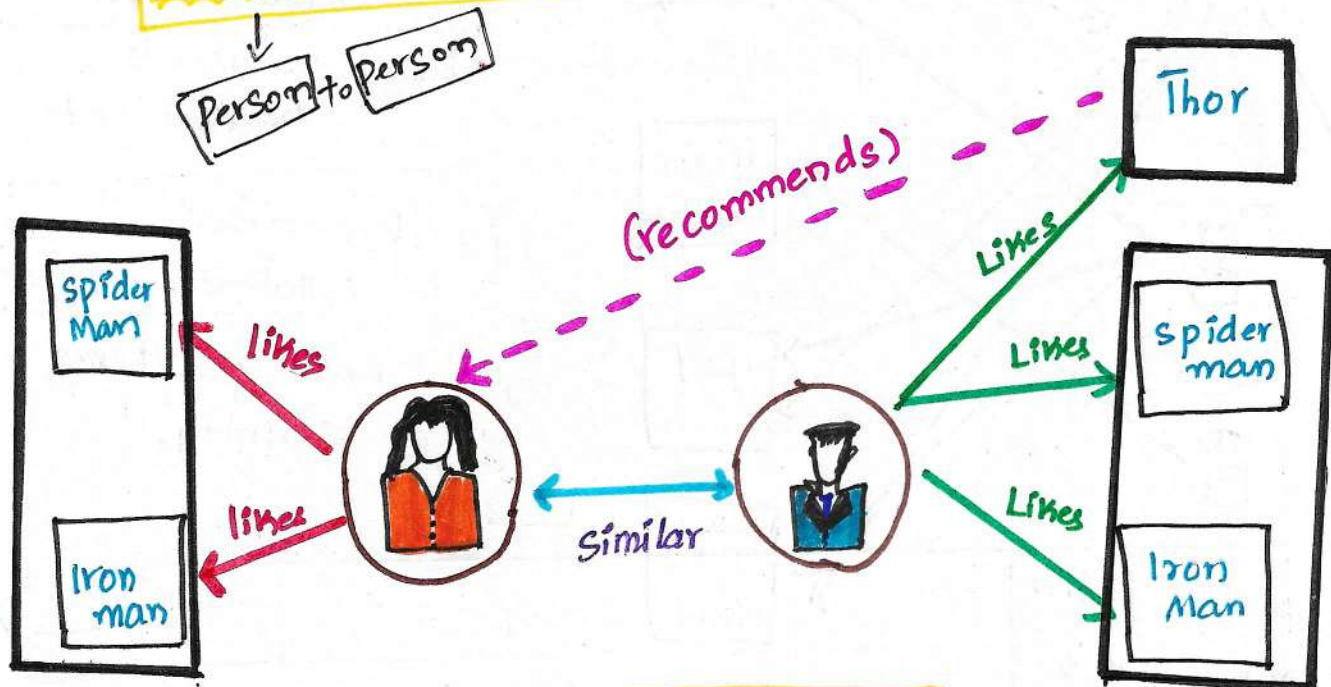 Person to person
Thor
(recommends)
Likes
spider
Man
likes
Likes
spider
man
likes
Similar
Likes
Iron
man
Iron
Man